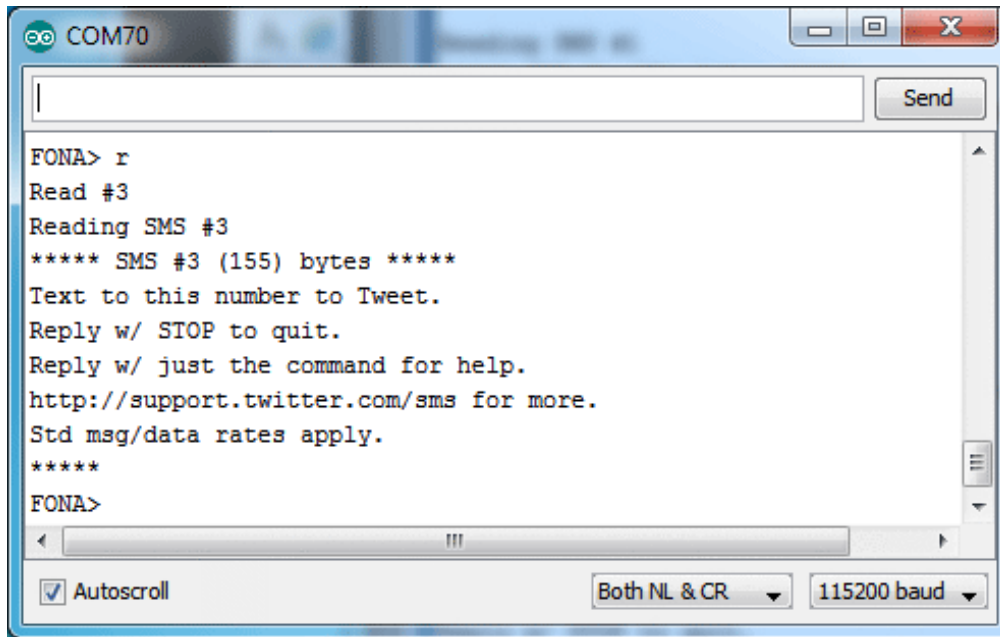 COM70
Send
FONA> r
Read #3
Reading SMS #3
***** SMS #3 (155) bytes *****
Text to this number to Tweet.
Reply w/ STOP to quit.
Reply w/ just the command for help.
http://support.twitter.com/sms for more.
Std msg/data rates apply.
*****
FONA>
Autoscroll
Both NL & CR
115200 baud